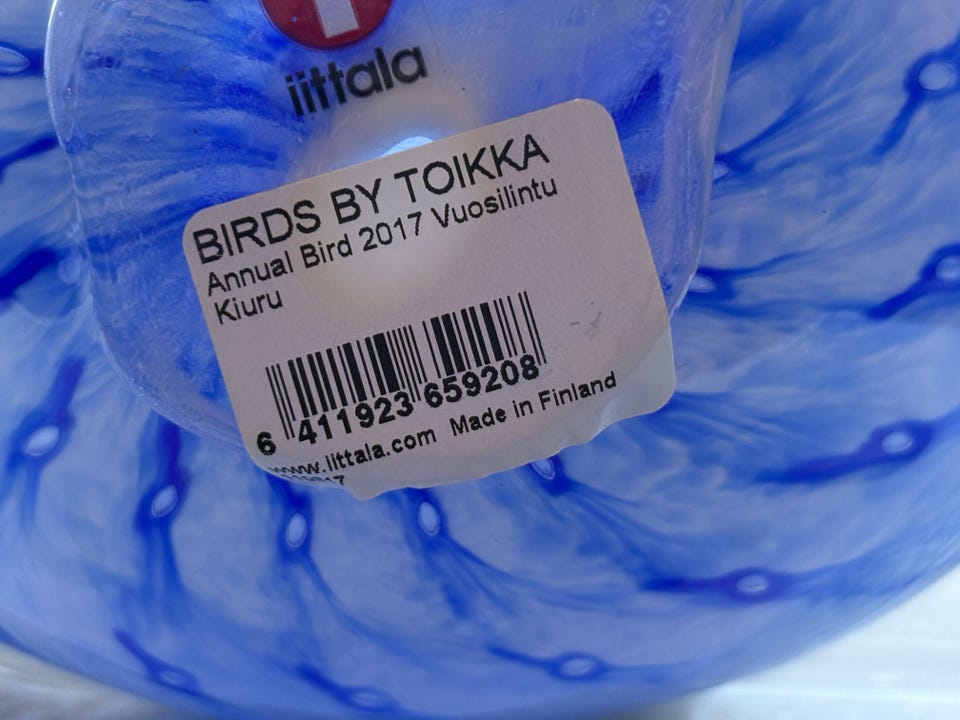 iittala
BIRDS BY TOIKKA
Annual Bird 2017 Vuosilintu
Kiuru
6 411923 659208
www.iittala.com Made in Finland